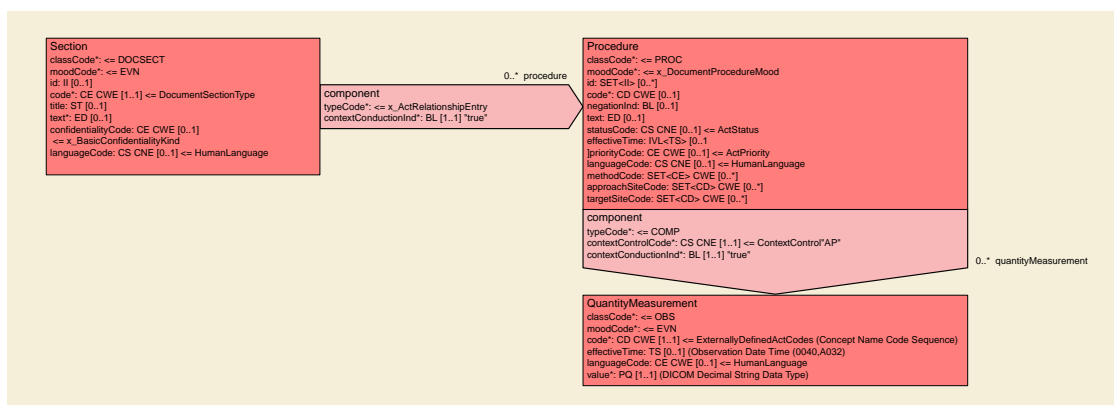 Section
classCode*: <= DOCSECT
moodCode*: <= EVN
id: II [0..1]
code*: CE CWE [1..1] <= DocumentSectionType
title: ST [0..1]
text*: ED [0..1]
confidentialityCode: CE CWE [0..1]
<= x_BasicConfidentialityKind
languageCode: CS CNE [0..1] <= HumanLanguage
0..* procedure
component
typeCode*: <= x_ActRelationshipEntry
contextConductionInd*: BL [1..1] "true"
Procedure
classCode*: <= PROC
moodCode*: <= x_DocumentProcedureMood
id: SET<II> [0..*]
code*: CD CWE [0..1]
negationInd: BL [0..1]
text: ED [0..1]
statusCode: CS CNE [0..1] <= ActStatus
effectiveTime: IVL<TS> [0..1
]priorityCode: CE CWE [0..1] <= ActPriority
languageCode: CS CNE [0..1] <= HumanLanguage
methodCode: SET<CE> CWE [0..*]
approachSiteCode: SET<CD> CWE [0..*]
targetSiteCode: SET<CD> CWE [0..*]
component
typeCode*: <= COMP
contextControlCode*: CS CNE [1..1] <= ContextControl"AP"
contextConductionInd*: BL [1..1] "true"
0..* quantityMeasurement
QuantityMeasurement
classCode*: <= OBS
moodCode*: <= EVN
code*: CD CWE [1..1] <= ExternallyDefinedActCodes (Concept Name Code Sequence)
effectiveTime: TS [0..1] (Observation Date Time (0040,A032)
languageCode: CE CWE [0..1] <= HumanLanguage
value*: PQ [1..1] (DICOM Decimal String Data Type)